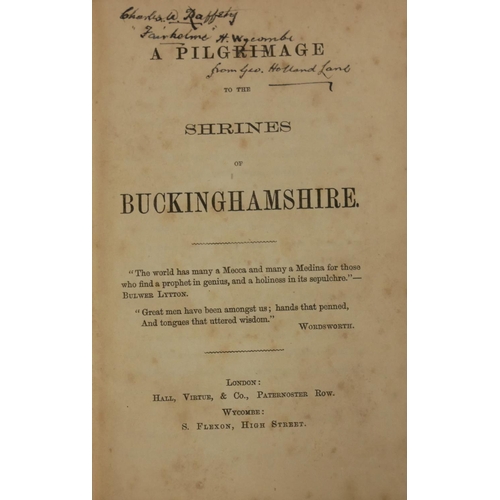 Charles W. Raffety
"Fairholme" H. Wycombe
A PILGRIMAGE
from Geo. Holland Lane
TO THE
SHRINES
OF
BUCKINGHAMSHIRE.
"The world has many a Mecca and many a Medina for those
who find a prophet in genius, and a holiness in its sepulchre."—
BULWER LYTTON.
"Great men have been amongst us; hands that penned,
And tongues that uttered wisdom."
WORDSWORTH.
LONDON:
HALL, VIRTUE, & CO., PATERNOSTER ROW.
WYCOMBE:
S. FLEXON, HIGH STREET.